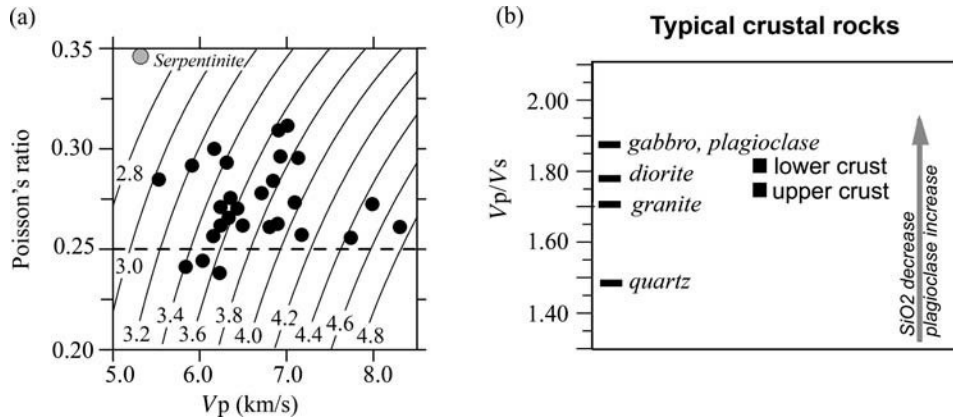 (a)
0.35
0.30
0.25
0.20
Poisson's ratio
Serpentinite
2.8
3.0
3.2
3.4
3.6
3.8
4.0
4.2
4.4
4.6
4.8
5.0 6.0 7.0 8.0
Vp (km/s)
(b)
Typical crustal rocks
Vp/Vs
2.00
1.80
1.60
1.40
gabbro, plagioclase
diorite
granite
quartz
lower crust
upper crust
SiO2 decrease
plagioclase increase